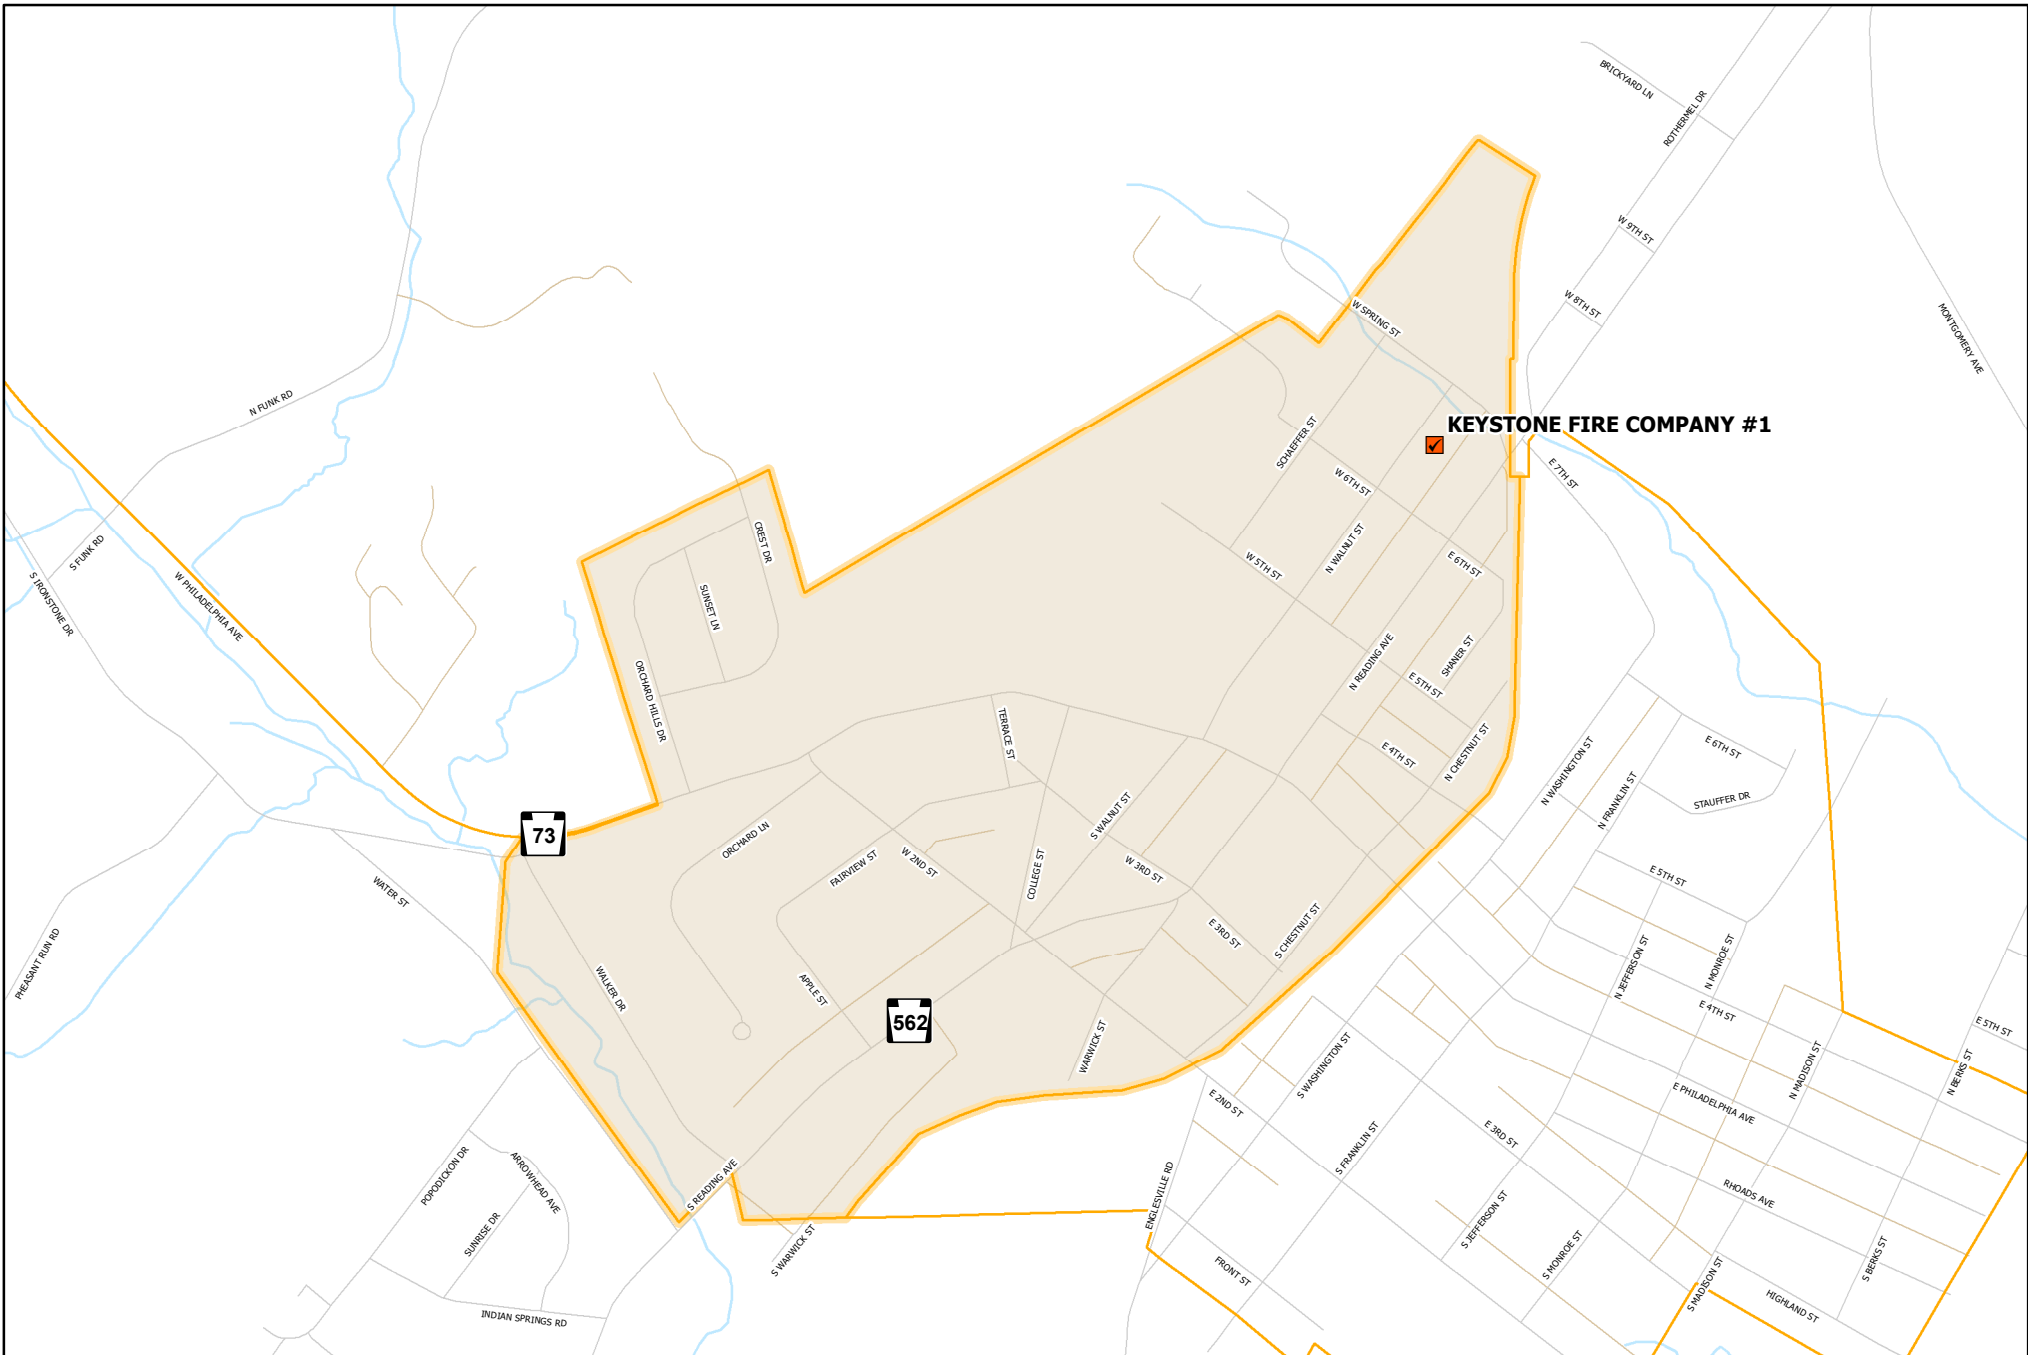 BRICKYARD LN
ROTHERMEL DR
W 9TH ST
W 8TH ST
MONTGOMERY AVE
W SPRING ST
N FUNK RD
KEYSTONE FIRE COMPANY #1
SCHAEFFER ST
W 6TH ST
E 7TH ST
CREST DR
S FUNK RD
S IRONSTONE DR
W PHILADELPHIA AVE
SUNSET LN
N WALNUT ST
W 5TH ST
E 6TH ST
ORCHARD HILLS DR
N READING AVE
SHANER ST
E 5TH ST
TERRACE ST
E 4TH ST
N CHESTNUT ST
N WASHINGTON ST
E 6TH ST
N FRANKLIN ST
STAUFFER DR
73
ORCHARD LN
S WALNUT ST
FAIRVIEW ST
W 2ND ST
COLLEGE ST
W 3RD ST
WATER ST
E 5TH ST
PHEASANT RUN RD
E 3RD ST
S CHESTNUT ST
WALKER DR
APPLE ST
N JEFFERSON ST
N MONROE ST
562
E 4TH ST
E 5TH ST
WARWICK ST
S WASHINGTON ST
N MADISON ST
N BERKS ST
E 2ND ST
E PHILADELPHIA AVE
E 3RD ST
S FRANKLIN ST
POPODICKON DR
ARROWHEAD AVE
S READING AVE
ENGLESVILLE RD
RHOADS AVE
SUNRISE DR
S WARWICK ST
S JEFFERSON ST
S MONROE ST
FRONT ST
S BERKS ST
S MADISON ST
HIGHLAND ST
INDIAN SPRINGS RD